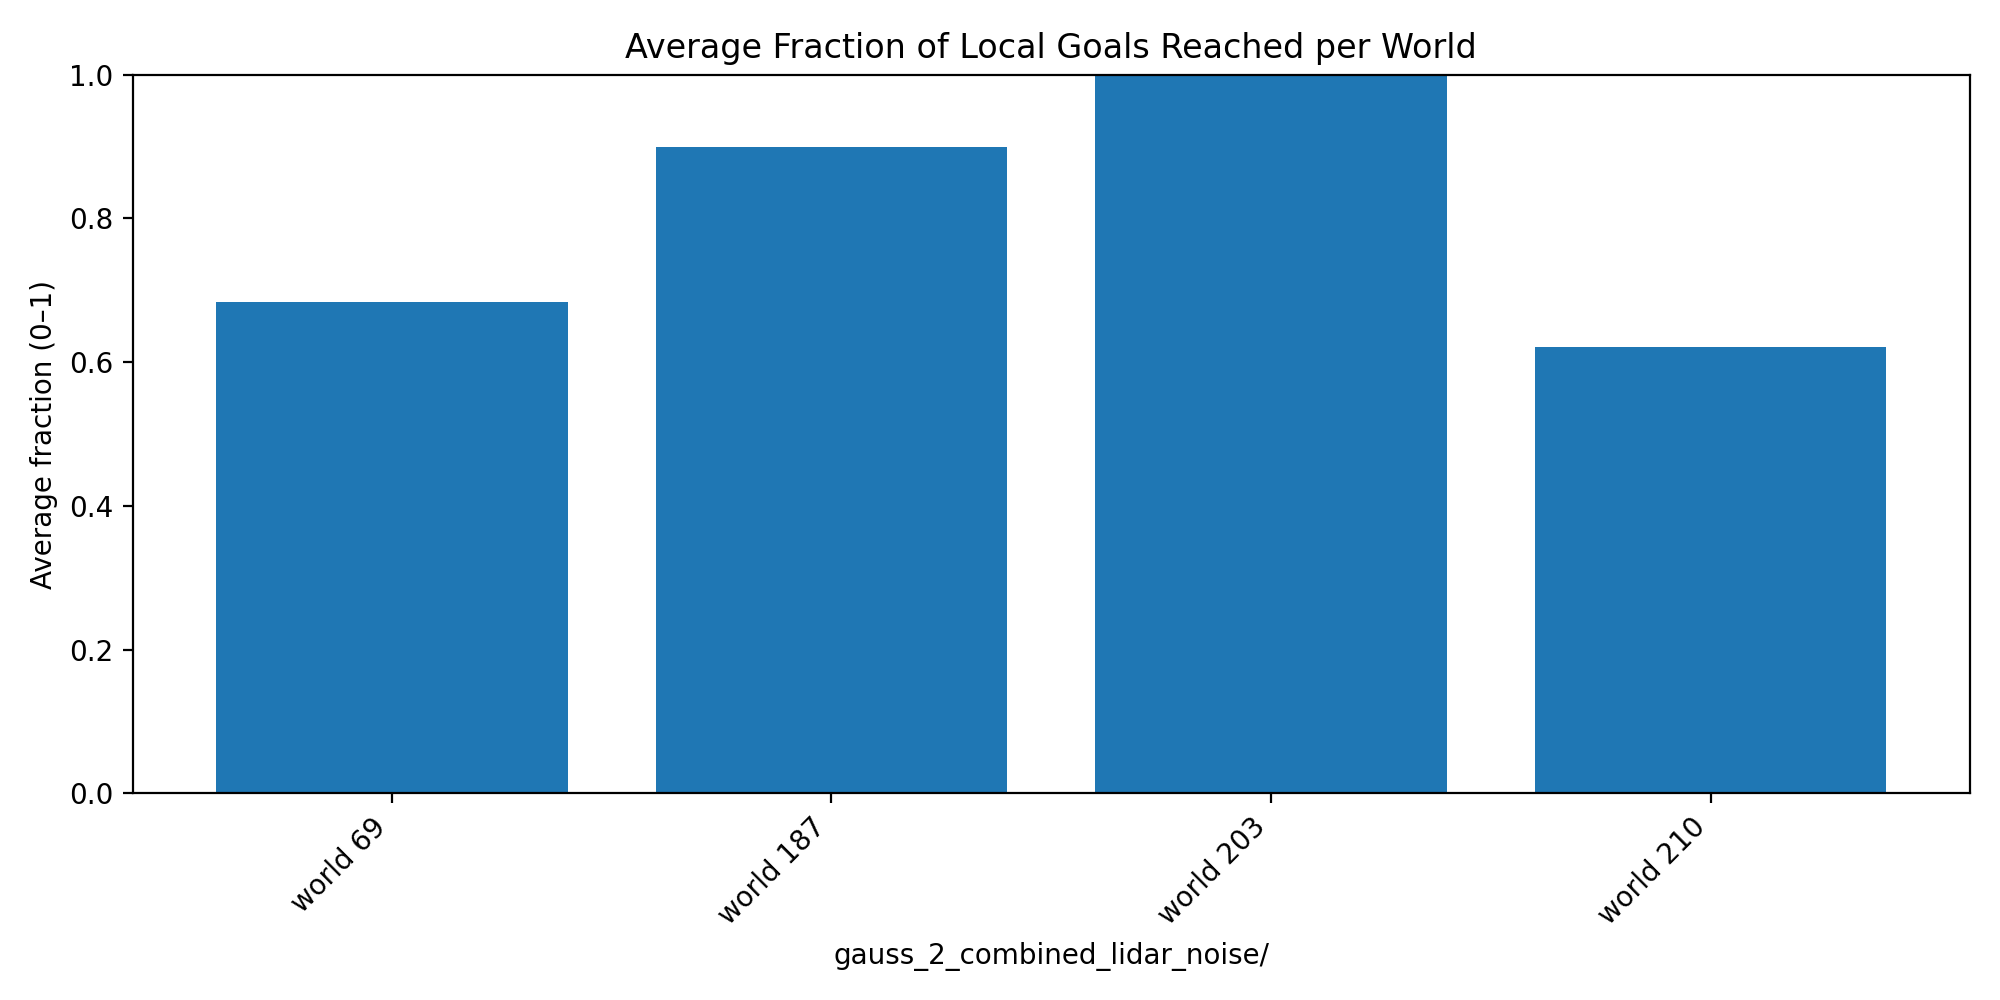 Average Fraction of Local Goals Reached per World
Average fraction (0–1)
1.0
0.8
0.6
0.4
0.2
0.0
world 69
world 187
world 203
world 210
gauss_2_combined_lidar_noise/